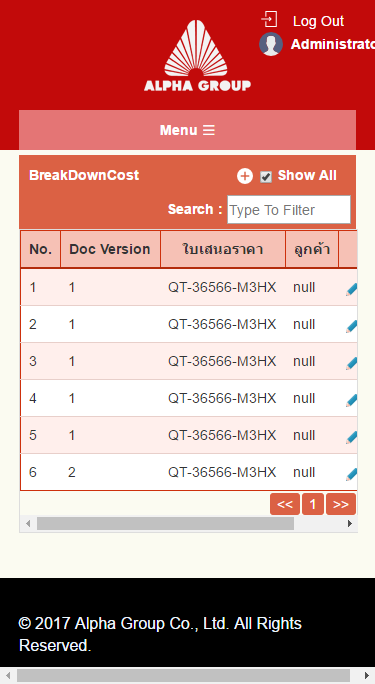 Log Out
ALPHA GROUP
Menu ☰
BreakDownCost
Show All
Search :
Type To Filter
No. Doc Version ใบเสนอราคา ลูกค้า
1 1 QT-36566-M3HX null
2 1 QT-36566-M3HX null
3 1 QT-36566-M3HX null
4 1 QT-36566-M3HX null
5 1 QT-36566-M3HX null
6 2 QT-36566-M3HX null
<< 1 >>
© 2017 Alpha Group Co., Ltd. All Rights
Reserved.